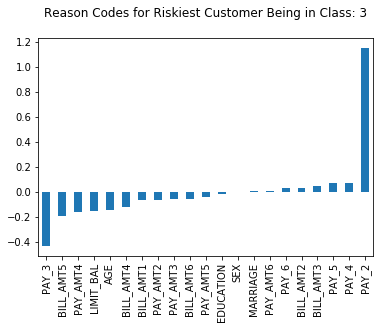 Reason Codes for Riskiest Customer Being in Class: 3
1.2
1.0
0.8
0.6
0.4
0.2
0.0
−0.2
−0.4
PAY_3
BILL_AMT5
PAY_AMT4
LIMIT_BAL
AGE
BILL_AMT4
BILL_AMT1
PAY_AMT2
PAY_AMT3
BILL_AMT6
PAY_AMT5
EDUCATION
SEX
MARRIAGE
PAY_AMT6
PAY_6
BILL_AMT2
BILL_AMT3
PAY_5
PAY_4
PAY_2